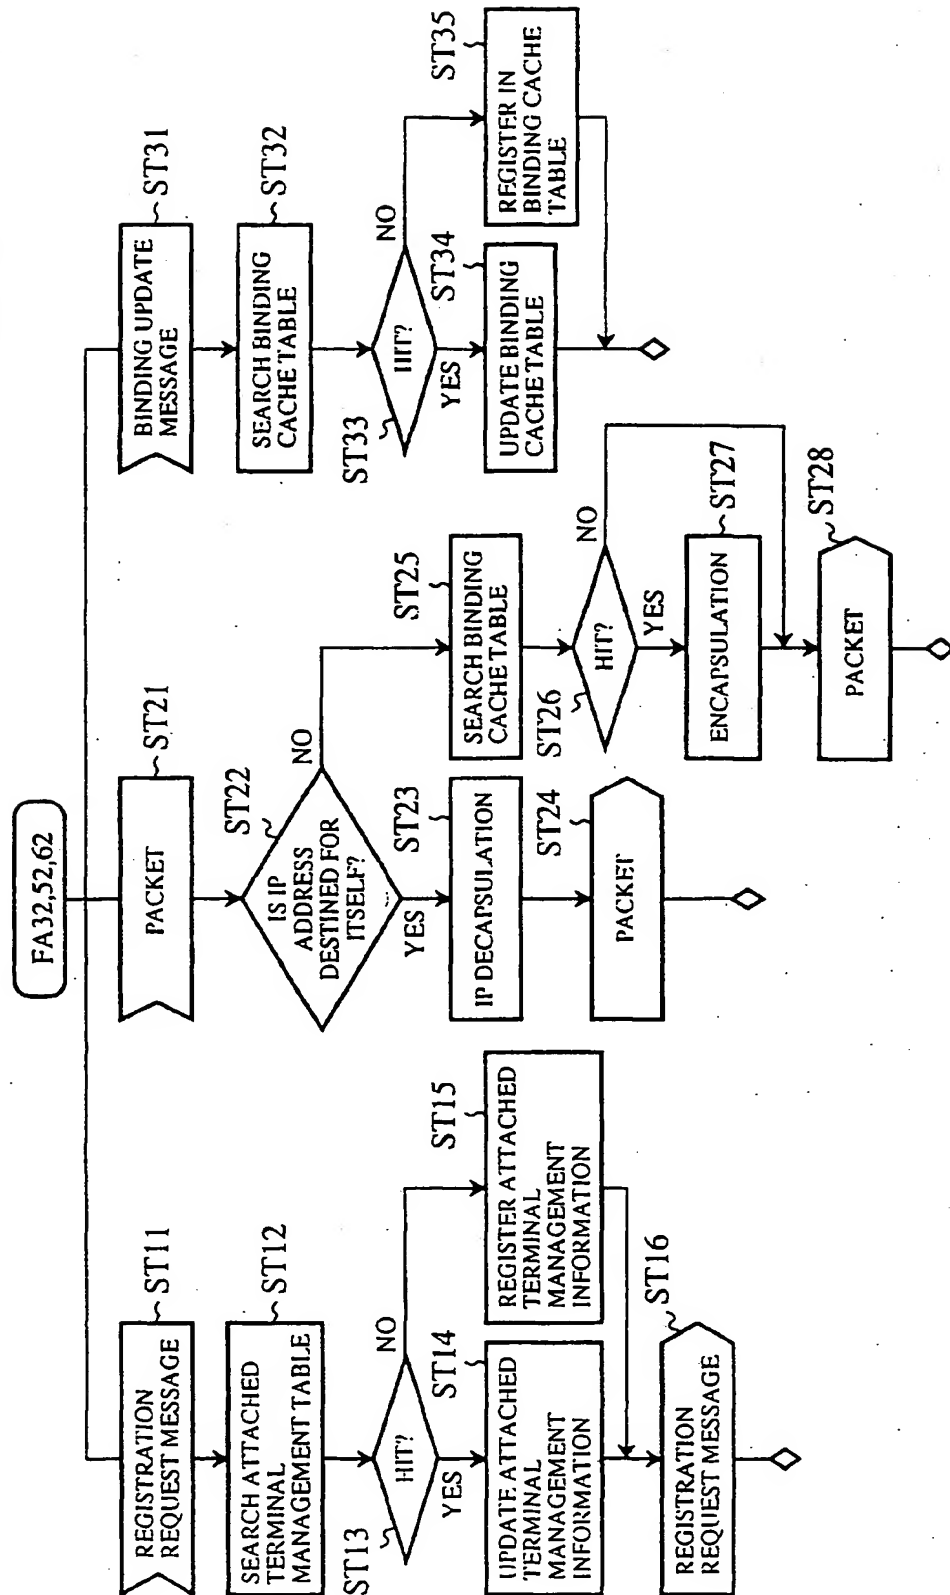 FA32,52,62
REGISTRATION
REQUEST MESSAGE
ST11
SEARCH ATTACHED
TERMINAL
MANAGEMENT TABLE
ST12
HIT?
ST13
YES
NO
UPDATE ATTACHED
TERMINAL
MANAGEMENT
INFORMATION
ST14
REGISTER ATTACHED
TERMINAL
MANAGEMENT
INFORMATION
ST15
REGISTRATION
REQUEST MESSAGE
ST16
PACKET
ST21
IS IP
ADDRESS
DESTINED FOR
ITSELF?
ST22
YES
NO
IP DECAPSULATION
ST23
PACKET
ST24
SEARCH BINDING
CACHE TABLE
ST25
HIT?
ST26
YES
NO
ENCAPSULATION
ST27
PACKET
ST28
BINDING UPDATE
MESSAGE
ST31
SEARCH BINDING
CACHE TABLE
ST32
HIT?
ST33
YES
NO
UPDATE BINDING
CACHE TABLE
ST34
REGISTER IN
BINDING CACHE
TABLE
ST35